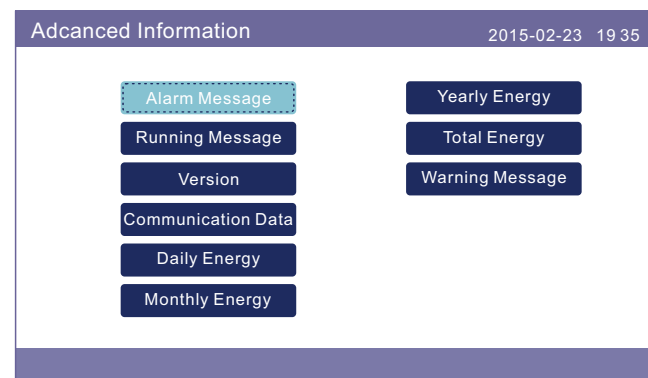 Adcanced Information
2015-02-23 19 35
Alarm Message
Running Message
Version
Communication Data
Daily Energy
Monthly Energy
Yearly Energy
Total Energy
Warning Message